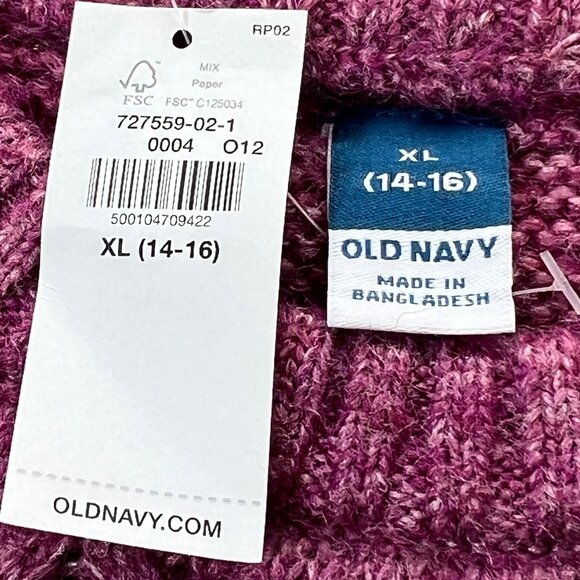 RP02
MIX
Paper
FSC FSC™ C125034
727559-02-1
0004 O12
500104709422
XL (14-16)
OLDNAVY.COM
XL
(14-16)
OLD NAVY
MADE IN
BANGLADESH